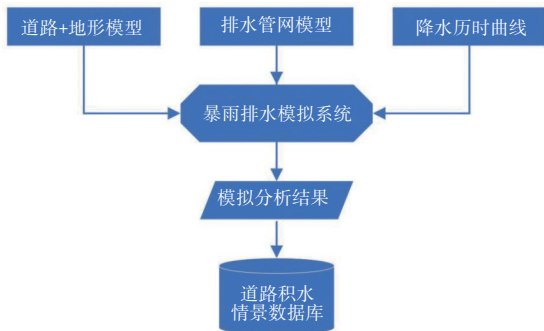 道路+地形模型
排水管网模型
降水历时曲线
暴雨排水模拟系统
模拟分析结果
道路积水
情景数据库